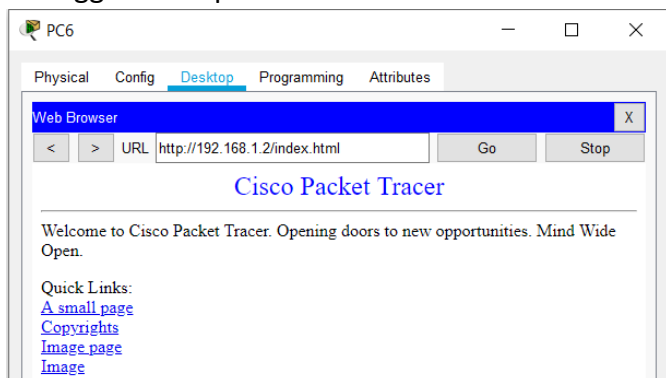 PC6
Physical Config Desktop Programming Attributes
Web Browser X
< > URL http://192.168.1.2/index.html Go Stop
Cisco Packet Tracer
Welcome to Cisco Packet Tracer. Opening doors to new opportunities. Mind Wide
Open.
Quick Links:
A small page
Copyrights
Image page
Image